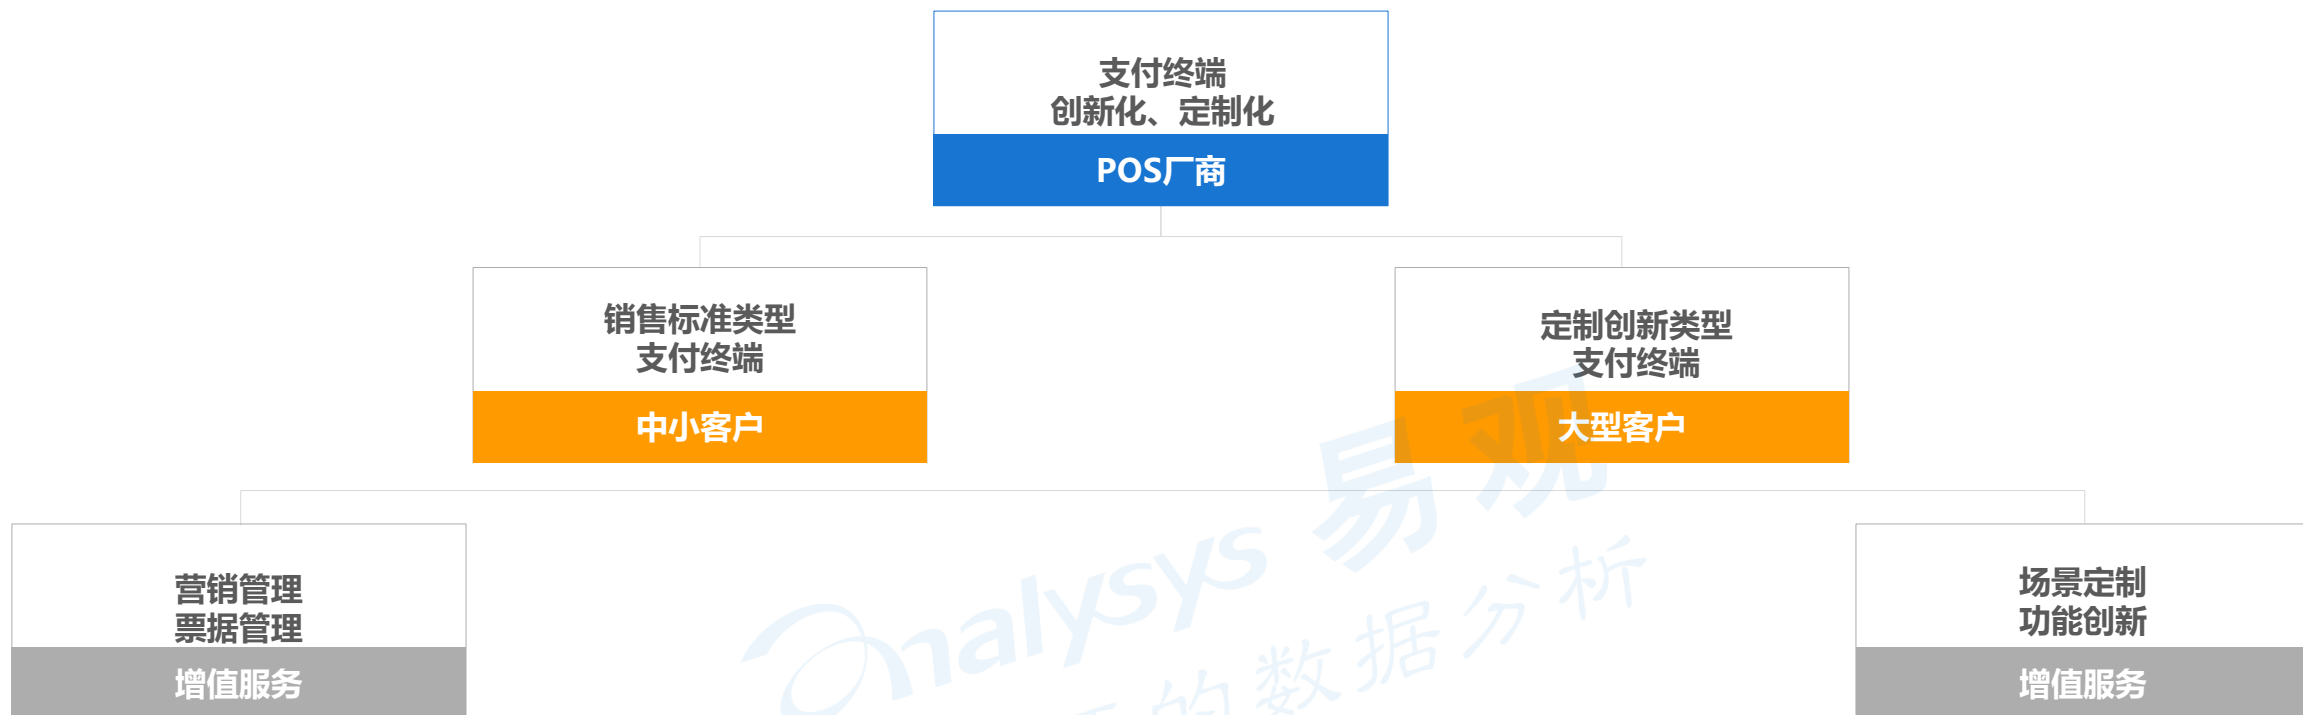 支付终端
创新化、定制化
POS厂商
销售标准类型
支付终端
中小客户
定制创新类型
支付终端
大型客户
营销管理
票据管理
增值服务
场景定制
功能创新
增值服务
analysys 易观
的数据分析